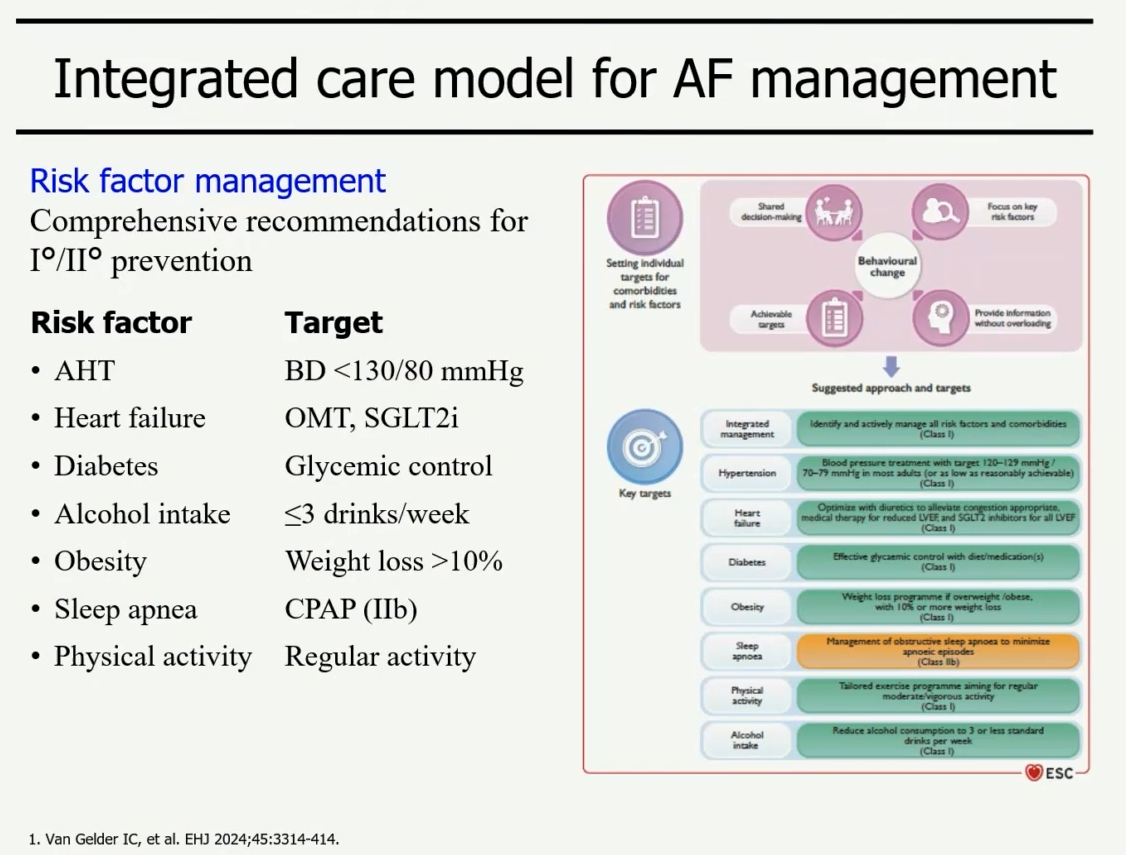 Integrated care model for AF management
Risk factor management
Comprehensive recommendations for
I°/II° prevention
Risk factor Target
• AHT BD <130/80 mmHg
• Heart failure OMT, SGLT2i
• Diabetes Glycemic control
• Alcohol intake ≤3 drinks/week
• Obesity Weight loss >10%
• Sleep apnea CPAP (IIb)
• Physical activity Regular activity
Setting individual
targets for
comorbidities
and risk factors
Shared
decision-making
Focus on key
risk factors
Behavioural
change
Achievable
targets
Provide information
without overloading
Suggested approach and targets
Key targets
Integrated
management
Identify and actively manage all risk factors and comorbidities
(Class I)
Hypertension
Blood pressure treatment with target 120–129 mmHg /
70–79 mmHg in most adults (or as low as reasonably achievable)
(Class I)
Heart
failure
Optimize with diuretics to alleviate congestion appropriate,
medical therapy for reduced LVEF, and SGLT2 inhibitors for all LVEF
(Class I)
Diabetes
Effective glycaemic control with diet/medication(s)
(Class I)
Obesity
Weight loss programme if overweight /obese,
with 10% or more weight loss
(Class I)
Sleep
apnoea
Management of obstructive sleep apnoea to minimize
apnoeic episodes
(Class IIb)
Physical
activity
Tailored exercise programme aiming for regular
moderate/vigorous activity
(Class I)
Alcohol
intake
Reduce alcohol consumption to 3 or less standard
drinks per week
(Class I)
ESC
1. Van Gelder IC, et al. EHJ 2024;45:3314-414.